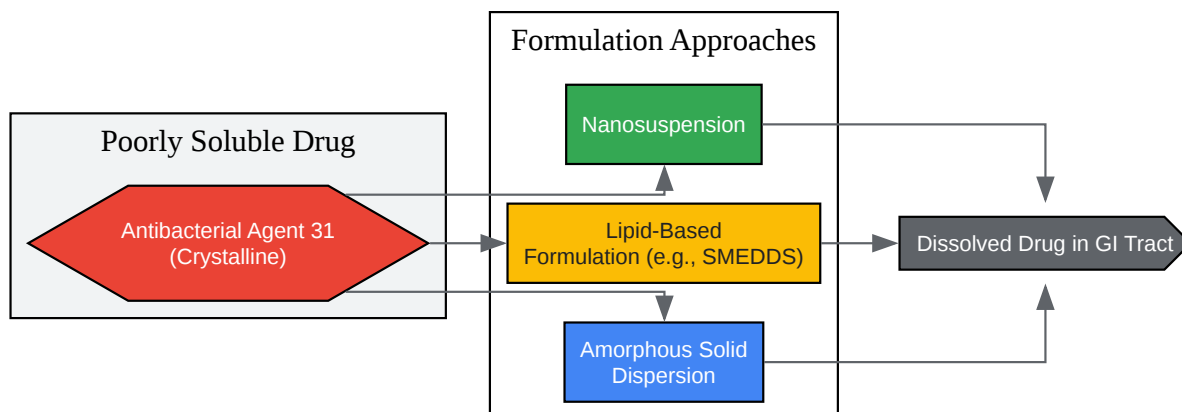 Formulation Approaches
Poorly Soluble Drug
Nanosuspension
Antibacterial Agent 31
(Crystalline)
Lipid-Based
Formulation (e.g., SMEDDS)
Dissolved Drug in GI Tract
Amorphous Solid
Dispersion